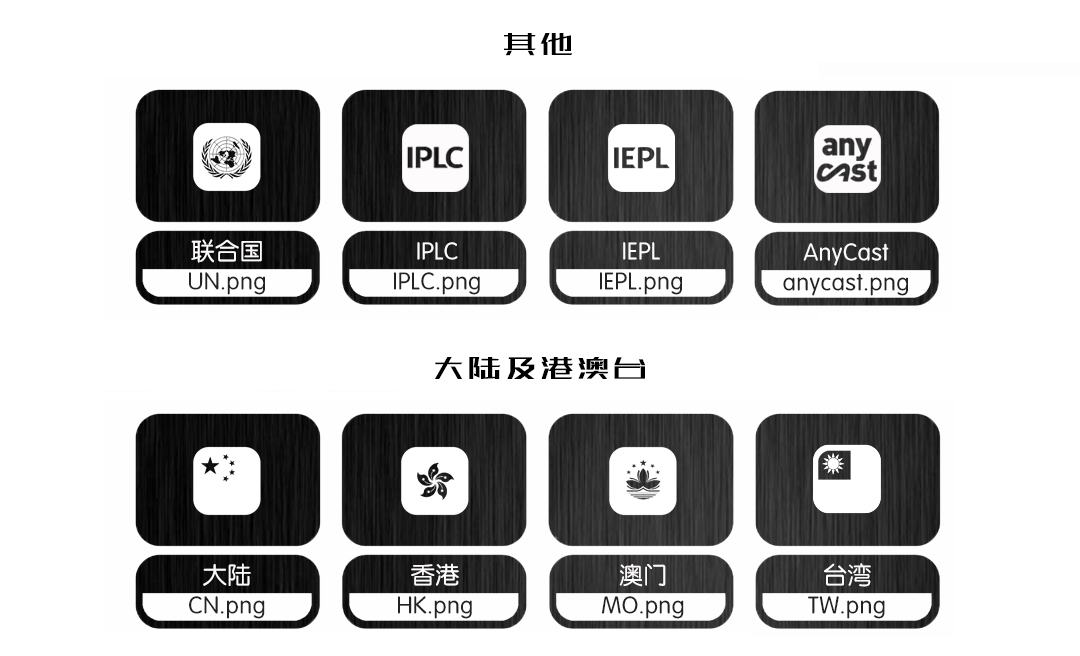 其他
IPLC
IEPL
any
cast
联合国
IPLC
IEPL
AnyCast
UN.png
IPLC.png
IEPL.png
anycast.png
大陆及港澳台
大陆
香港
澳门
台湾
CN.png
HK.png
MO.png
TW.png